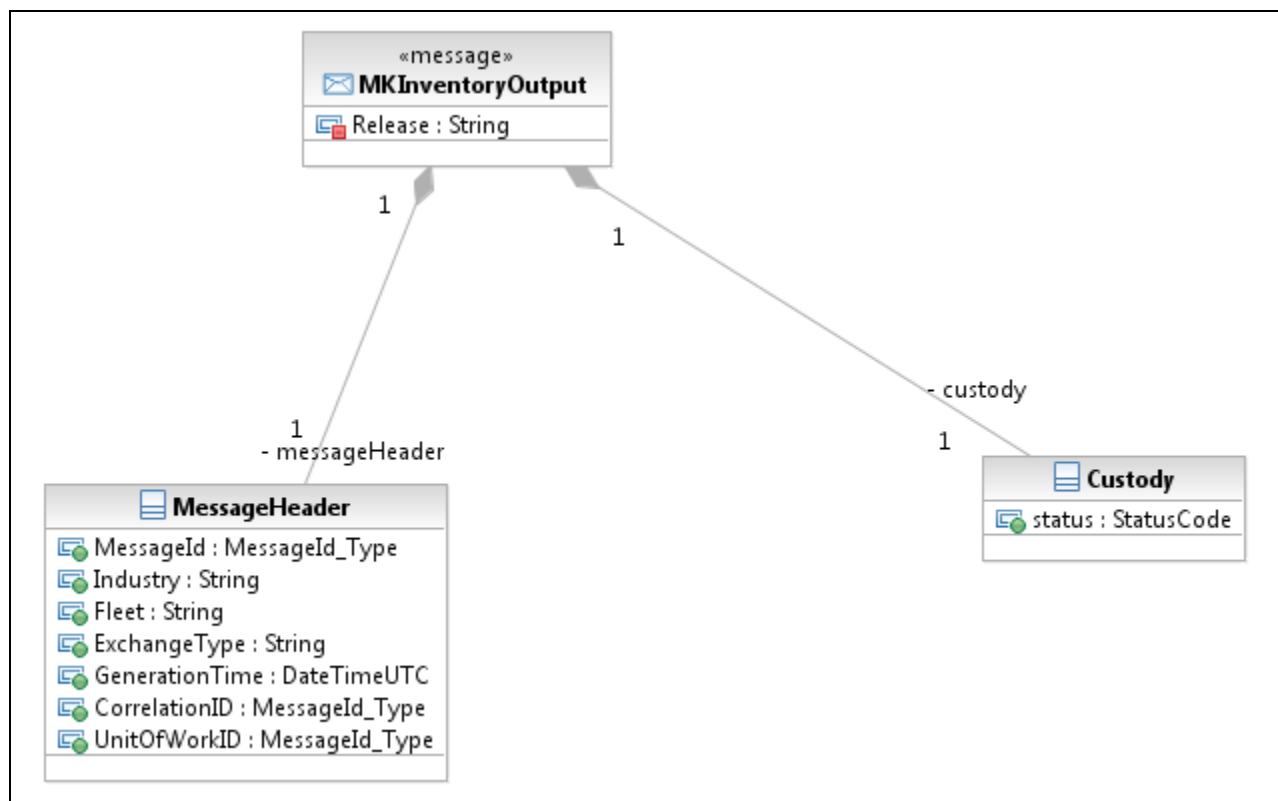 «message»
MKInventoryOutput
Release : String
1
1
- custody
1
1
- messageHeader
MessageHeader
MessageId : MessageId_Type
Industry : String
Fleet : String
ExchangeType : String
GenerationTime : DateTimeUTC
CorrelationID : MessageId_Type
UnitOfWorkID : MessageId_Type
Custody
status : StatusCode